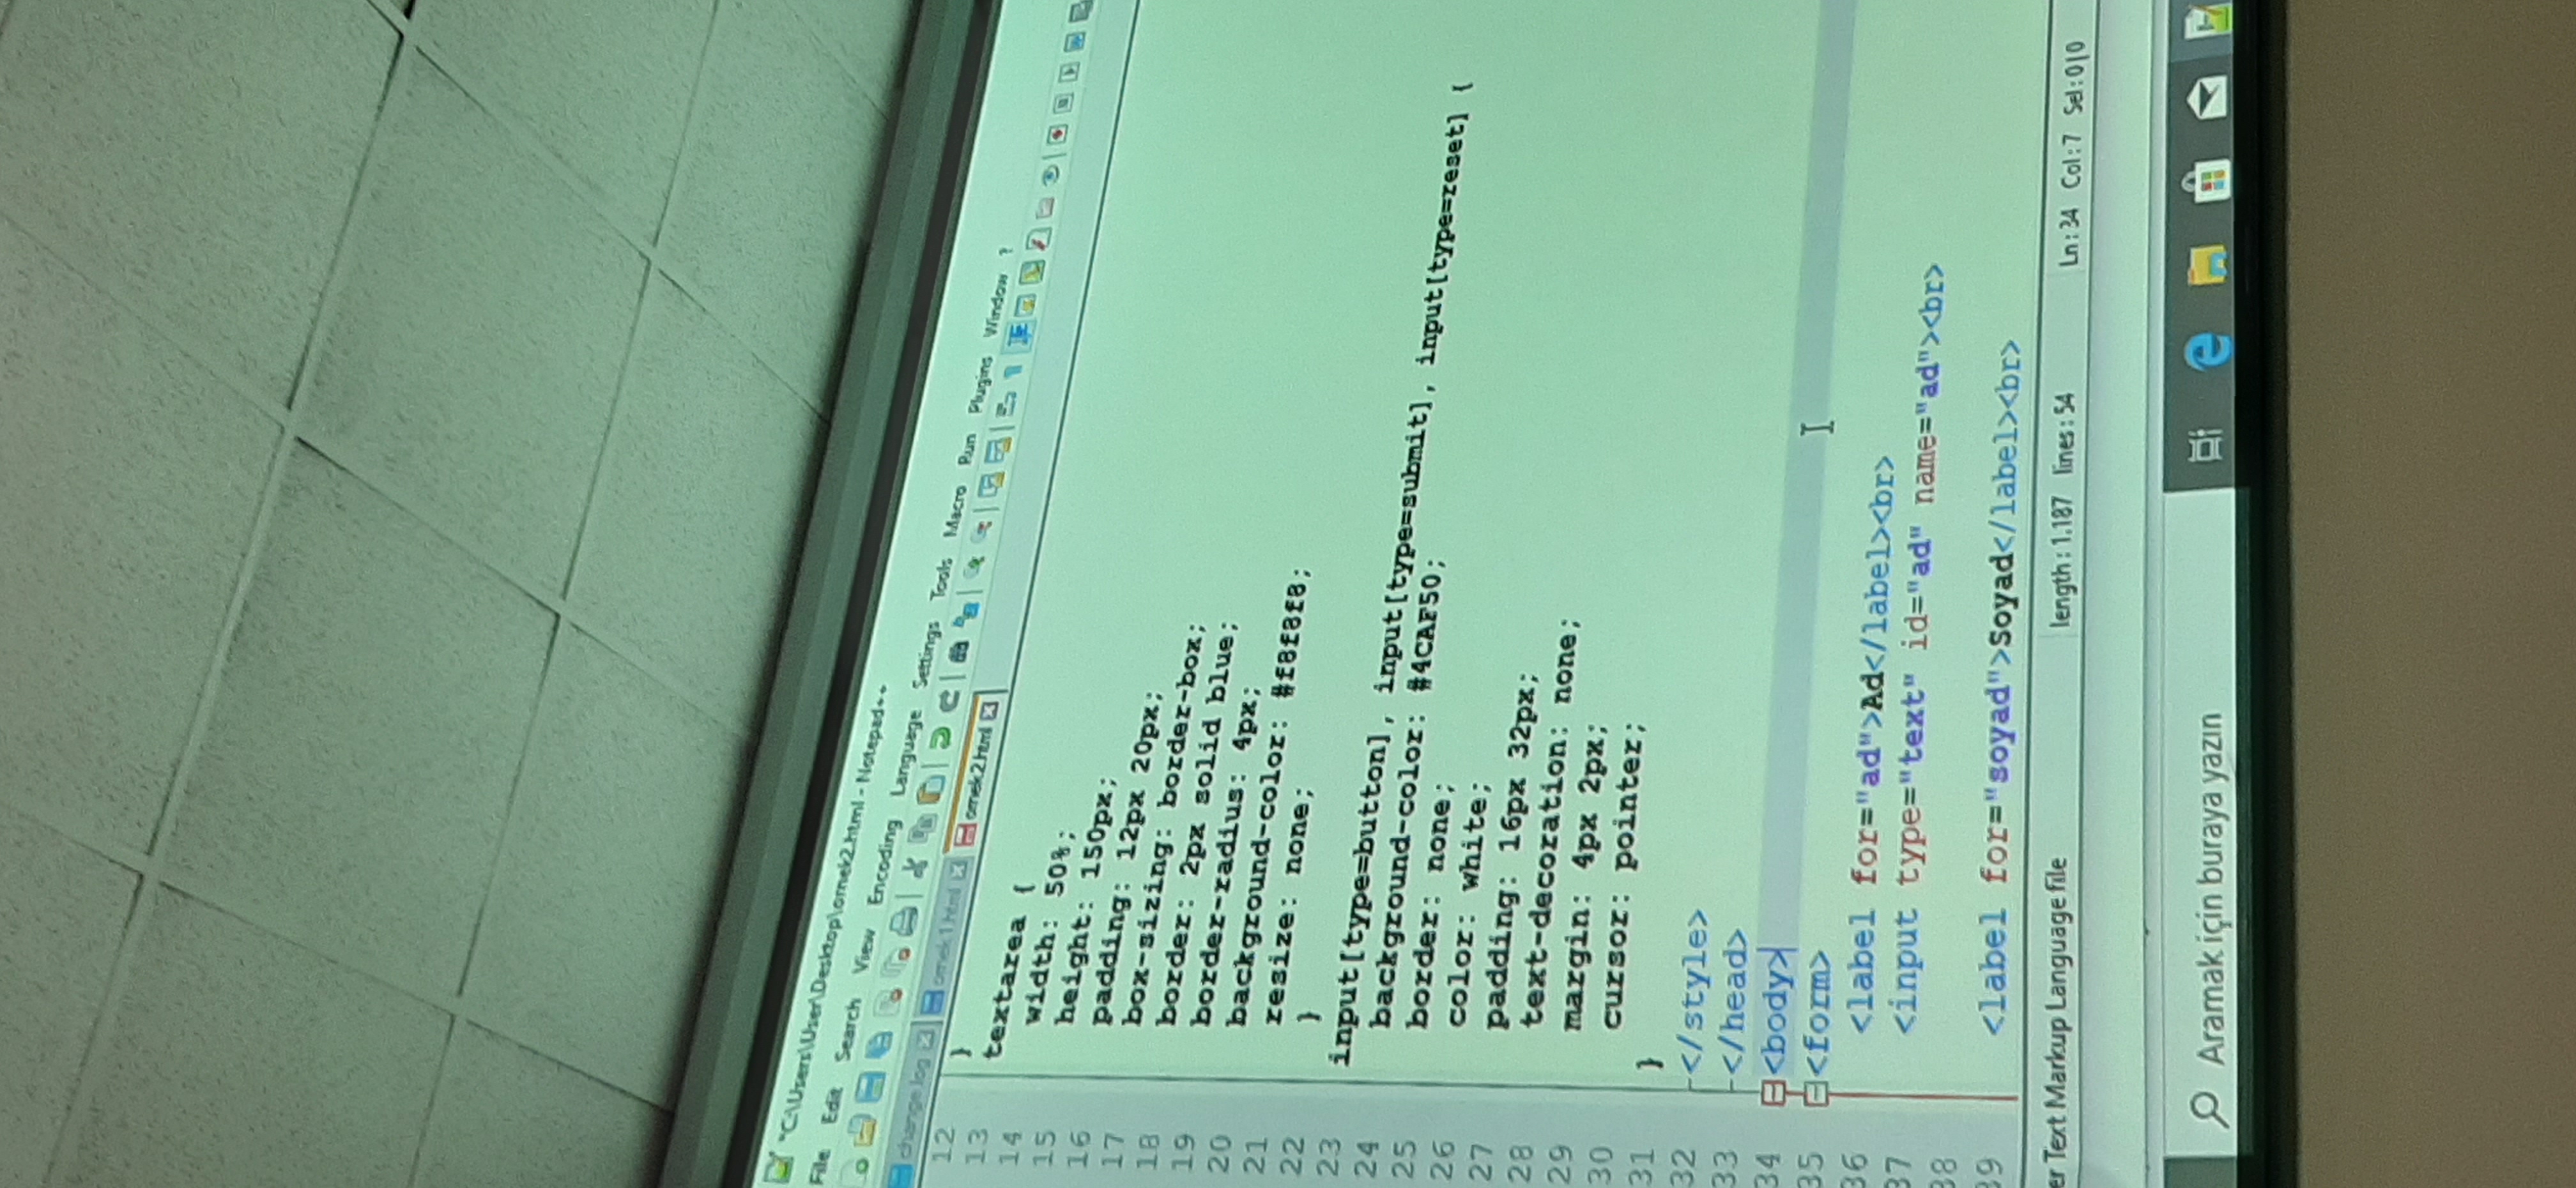 *C:\Users\User\Desktop\ornek2.html - Notepad++
File Edit Search View Encoding Language Settings Tools Macro Run Plugins Window ?
change.log ornek1.html ornek2.html
12 }
13 textarea {
14 width: 50%;
15 height: 150px;
16 padding: 12px 20px;
17 box-sizing: border-box;
18 border: 2px solid blue;
19 border-radius: 4px;
20 background-color: #f8f8f8;
21 resize: none;
22 }
23 input[type=button], input[type=submit], input[type=reset] {
24 background-color: #4CAF50;
25 border: none;
26 color: white;
27 padding: 16px 32px;
28 text-decoration: none;
29 margin: 4px 2px;
30 cursor: pointer;
31 }
32 </style>
33 </head>
34 <body>
35 <form>
36 <label for="ad">Ad</label><br>
37 <input type="text" id="ad" name="ad"><br>
38
39 <label for="soyad">Soyad</label><br>
er Text Markup Language file length : 1.187 lines : 54 Ln : 34 Col : 7 Sel : 0 | 0
Aramak için buraya yazın